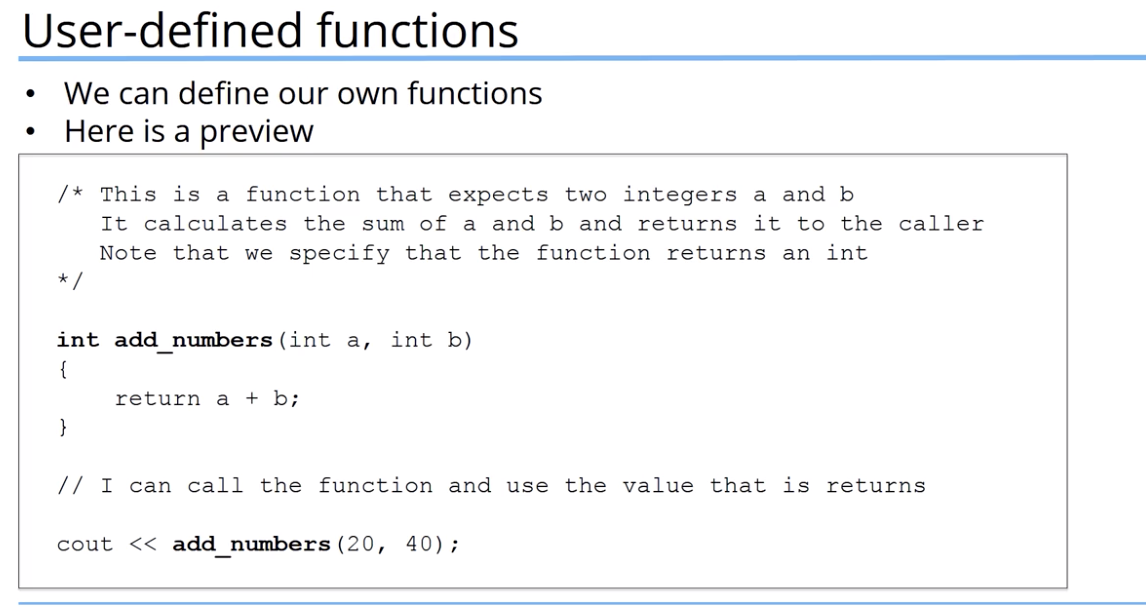 User-defined functions
• We can define our own functions
• Here is a preview
/* This is a function that expects two integers a and b
   It calculates the sum of a and b and returns it to the caller
   Note that we specify that the function returns an int
*/
int add_numbers(int a, int b)
{
    return a + b;
}
// I can call the function and use the value that is returns
cout << add_numbers(20, 40);